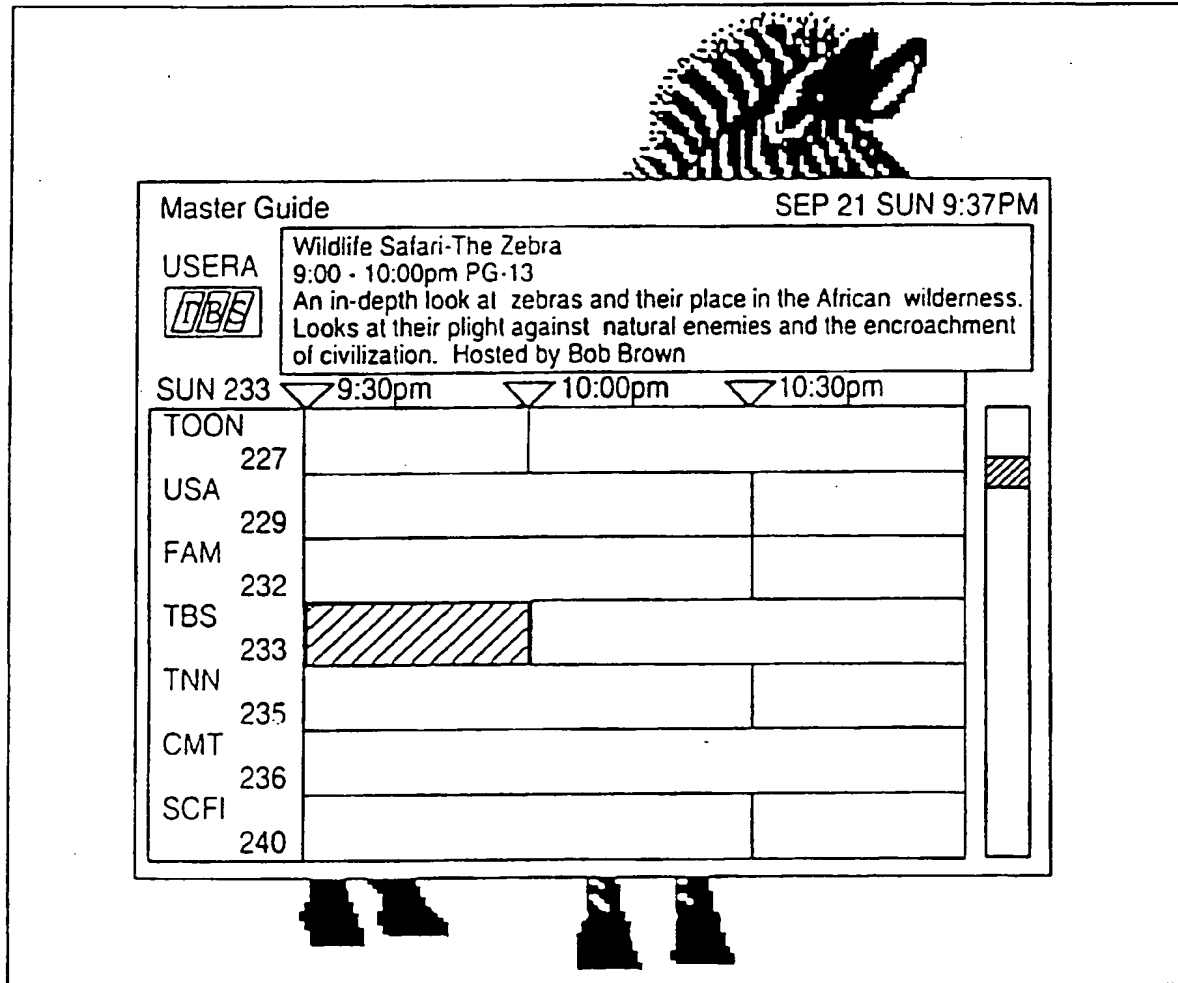 Master Guide SEP 21 SUN 9:37PM
USERA
TBS
Wildlife Safari-The Zebra
9:00 - 10:00pm PG-13
An in-depth look at zebras and their place in the African wilderness.
Looks at their plight against natural enemies and the encroachment
of civilization. Hosted by Bob Brown
SUN 233 9:30pm 10:00pm 10:30pm
TOON
227
USA
229
FAM
232
TBS
233
TNN
235
CMT
236
SCFI
240